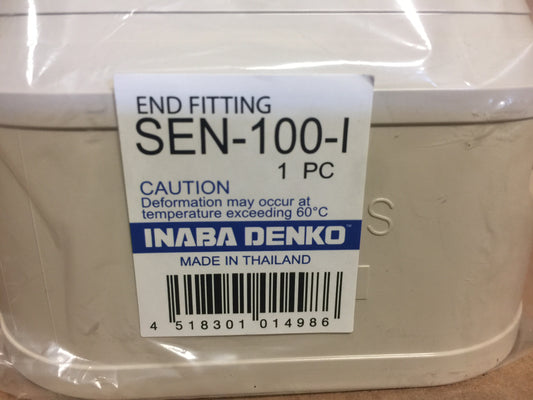 END FITTING
SEN-100-I
1 PC
CAUTION
Deformation may occur at
temperature exceeding 60°C
INABA DENKO™
MADE IN THAILAND
4 518301 014986
S